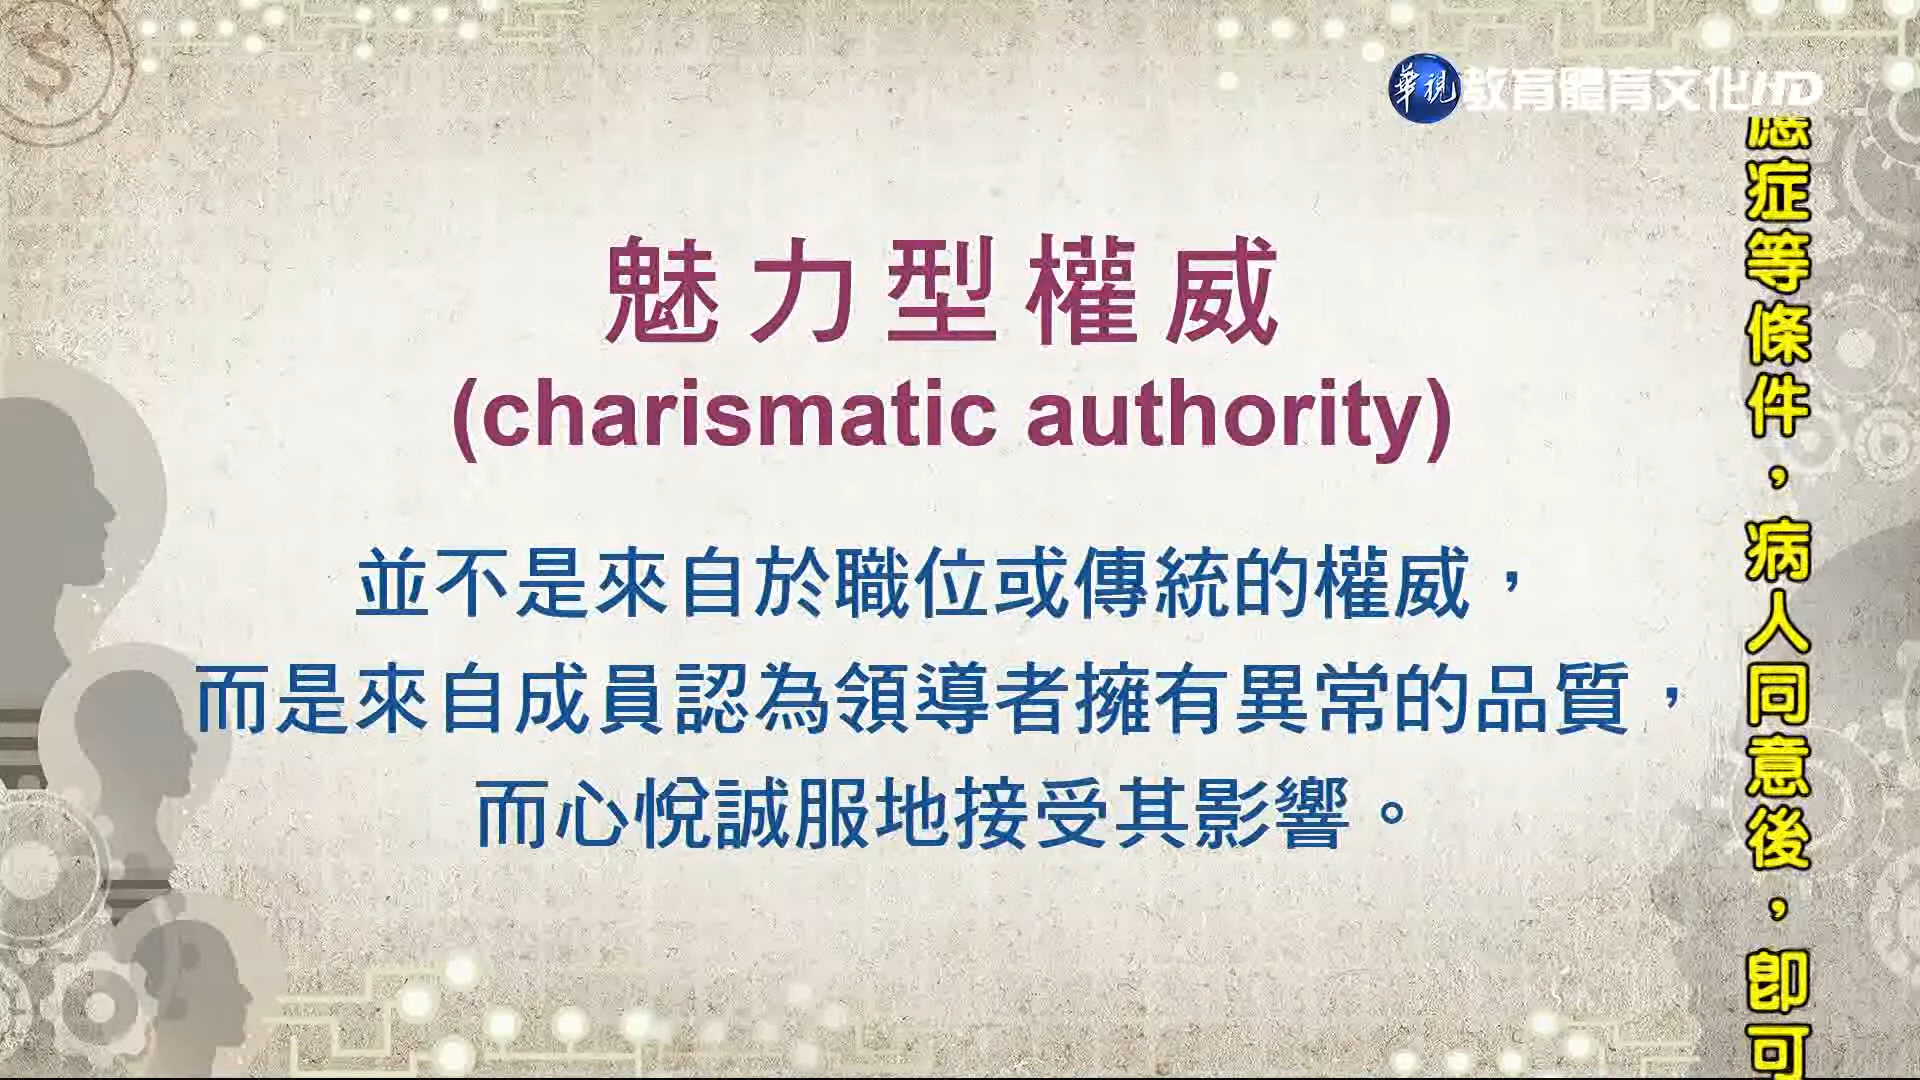 華視 教育體育文化HD
魅力型權威
(charismatic authority)
並不是來自於職位或傳統的權威，
而是來自成員認為領導者擁有異常的品質，
而心悅誠服地接受其影響。
應症等條件，病人同意後，即可